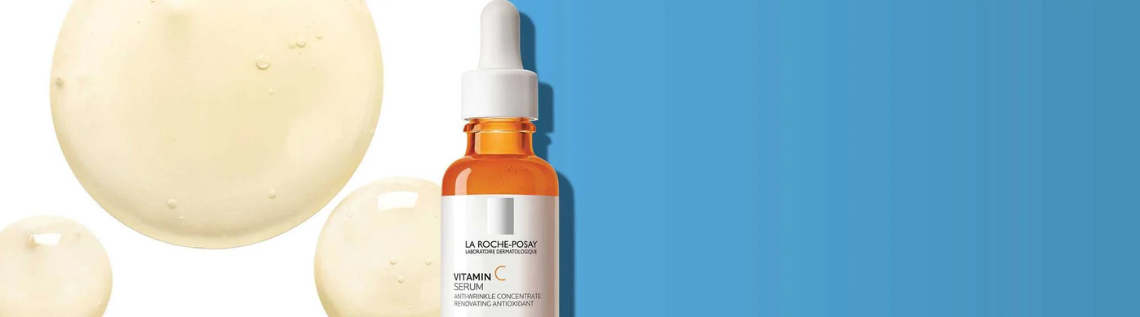 LA ROCHE-POSAY
LABORATOIRE DERMATOLOGIQUE
VITAMIN C
SERUM
ANTI-WRINKLE CONCENTRATE
RENOVATING ANTIOXIDANT